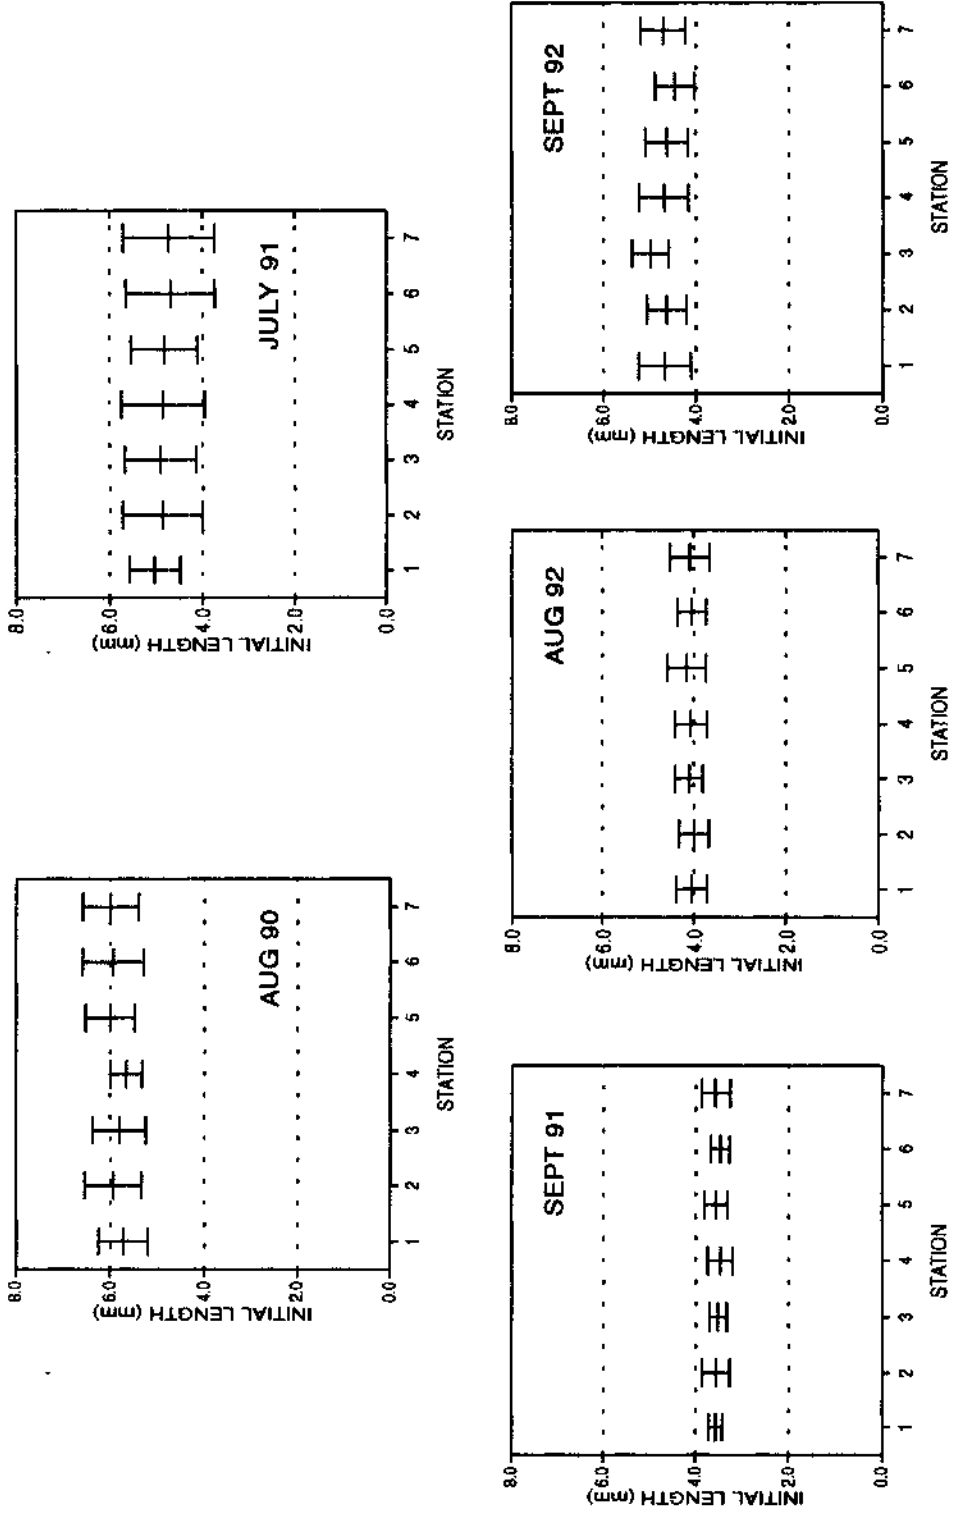 AUG 90
INITIAL LENGTH (mm)
8.0
6.0
4.0
2.0
0.0
1 2 3 4 5 6 7
STATION
JULY 91
INITIAL LENGTH (mm)
8.0
6.0
4.0
2.0
0.0
1 2 3 4 5 6 7
STATION
SEPT 91
INITIAL LENGTH (mm)
8.0
6.0
4.0
2.0
0.0
1 2 3 4 5 6 7
STATION
AUG 92
INITIAL LENGTH (mm)
8.0
6.0
4.0
2.0
0.0
1 2 3 4 5 6 7
STATION
SEPT 92
INITIAL LENGTH (mm)
8.0
6.0
4.0
2.0
0.0
1 2 3 4 5 6 7
STATION